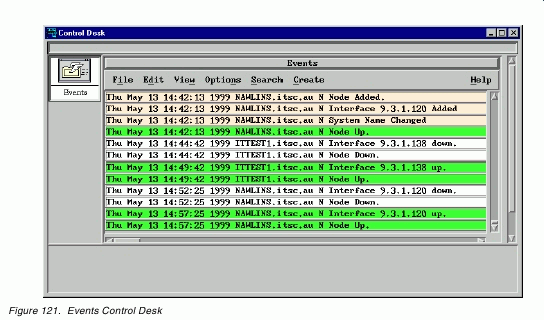 Control Desk
Events
File Edit View Options Search Create Help
Events
Thu May 13 14:42:13 1999 NAWLINS.itsc.au N Node Added.
Thu May 13 14:42:13 1999 NAWLINS.itsc.au N Interface 9.3.1.120 Added
Thu May 13 14:42:13 1999 NAWLINS.itsc.au N System Name Changed
Thu May 13 14:42:13 1999 NAWLINS.itsc.au N Node Up.
Thu May 13 14:44:42 1999 ITTEST1.itsc.au N Interface 9.3.1.138 down.
Thu May 13 14:44:42 1999 ITTEST1.itsc.au N Node Down.
Thu May 13 14:49:42 1999 ITTEST1.itsc.au N Interface 9.3.1.138 up.
Thu May 13 14:49:42 1999 ITTEST1.itsc.au N Node Up.
Thu May 13 14:52:25 1999 NAWLINS.itsc.au N Interface 9.3.1.120 down.
Thu May 13 14:52:25 1999 NAWLINS.itsc.au N Node Down.
Thu May 13 14:57:25 1999 NAWLINS.itsc.au N Interface 9.3.1.120 up.
Thu May 13 14:57:25 1999 NAWLINS.itsc.au N Node Up.
Figure 121. Events Control Desk